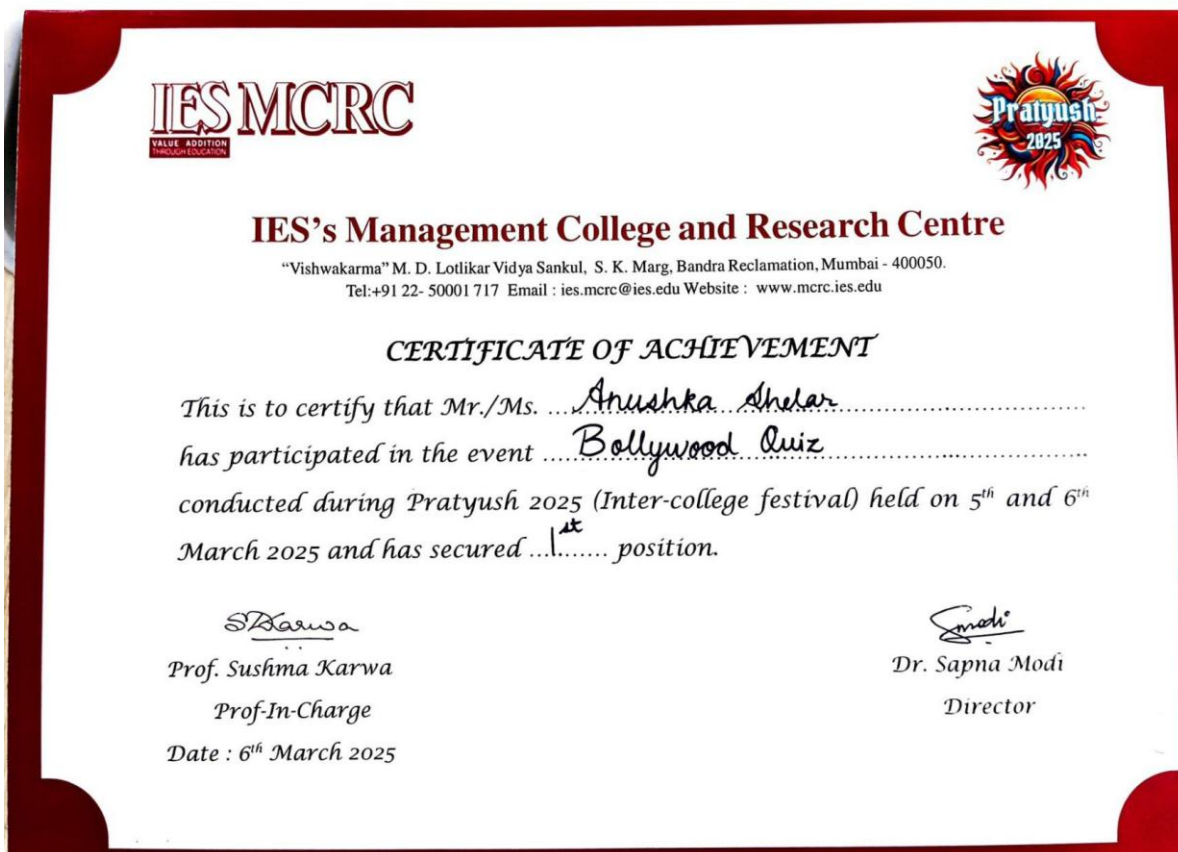 IES MCRC
VALUE ADDITION
THROUGH EDUCATION
Pratyush
2025
IES's Management College and Research Centre
"Vishwakarma" M. D. Lotlikar Vidya Sankul, S. K. Marg, Bandra Reclamation, Mumbai - 400050.
Tel:+91 22- 50001 717 Email : ies.mcrc@ies.edu Website : www.mcrc.ies.edu
CERTIFICATE OF ACHIEVEMENT
This is to certify that Mr./Ms. ...Anushka Shelar...
has participated in the event ...Bollywood Quiz...
conducted during Pratyush 2025 (Inter-college festival) held on 5th and 6th
March 2025 and has secured ...1st... position.
SKarwa
Smodi
Prof. Sushma Karwa
Dr. Sapna Modi
Prof-In-Charge
Director
Date : 6th March 2025